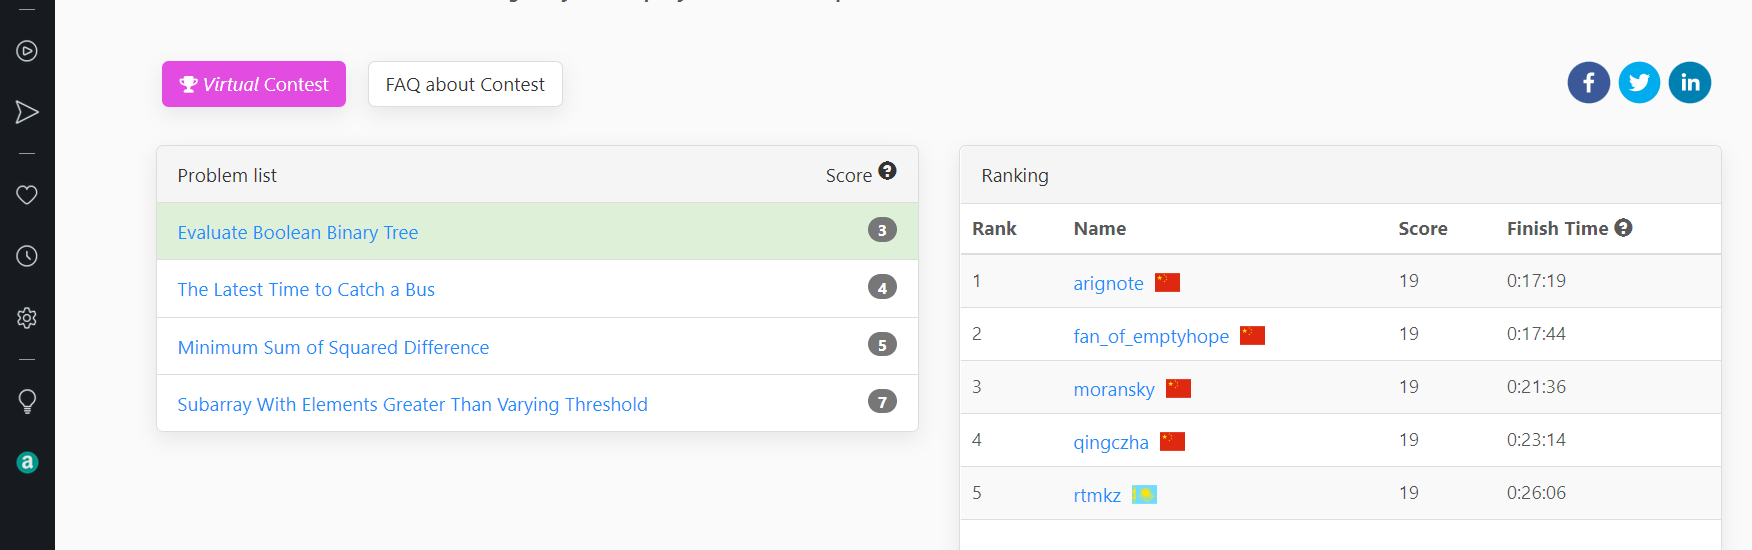 Virtual Contest
FAQ about Contest
Problem list Score
Evaluate Boolean Binary Tree 3
The Latest Time to Catch a Bus 4
Minimum Sum of Squared Difference 5
Subarray With Elements Greater Than Varying Threshold 7
Ranking
Rank Name Score Finish Time
1 arignote 19 0:17:19
2 fan_of_emptyhope 19 0:17:44
3 moransky 19 0:21:36
4 qingczha 19 0:23:14
5 rtmkz 19 0:26:06